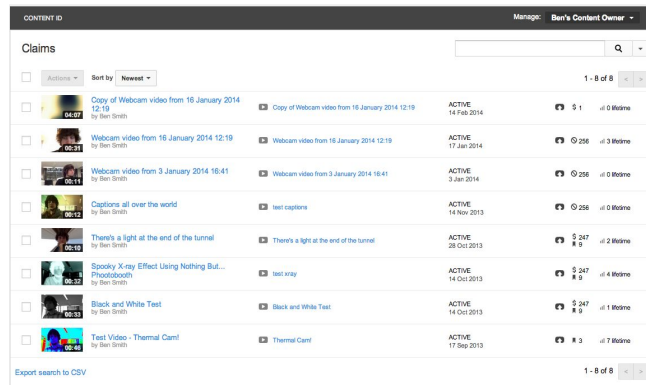 CONTENT ID Manage: Ben's Content Owner
Claims
Actions Sort by Newest 1 - 8 of 8 < >
Copy of Webcam video from 16 January 2014
12:19
by Ben Smith
04:07
Copy of Webcam video from 16 January 2014 12:19
ACTIVE
14 Feb 2014
$ 1
0 lifetime
Webcam video from 16 January 2014 12:19
by Ben Smith
00:31
Webcam video from 16 January 2014 12:19
ACTIVE
17 Jan 2014
256
3 lifetime
Webcam video from 3 January 2014 16:41
by Ben Smith
00:11
Webcam video from 3 January 2014 16:41
ACTIVE
3 Jan 2014
256
0 lifetime
Captions all over the world
by Ben Smith
00:12
test captions
ACTIVE
14 Nov 2013
256
0 lifetime
There's a light at the end of the tunnel
by Ben Smith
00:10
There's a light at the end of the tunnel
ACTIVE
28 Oct 2013
$ 247
9
2 lifetime
Spooky X-ray Effect Using Nothing But...
Phootobooth
by Ben Smith
00:32
test xray
ACTIVE
14 Oct 2013
$ 247
9
4 lifetime
Black and White Test
by Ben Smith
00:33
Black and White Test
ACTIVE
14 Oct 2013
$ 247
9
1 lifetime
Test Video - Thermal Cam!
by Ben Smith
00:46
Thermal Cam!
ACTIVE
17 Sep 2013
3
7 lifetime
Export search to CSV 1 - 8 of 8 < >